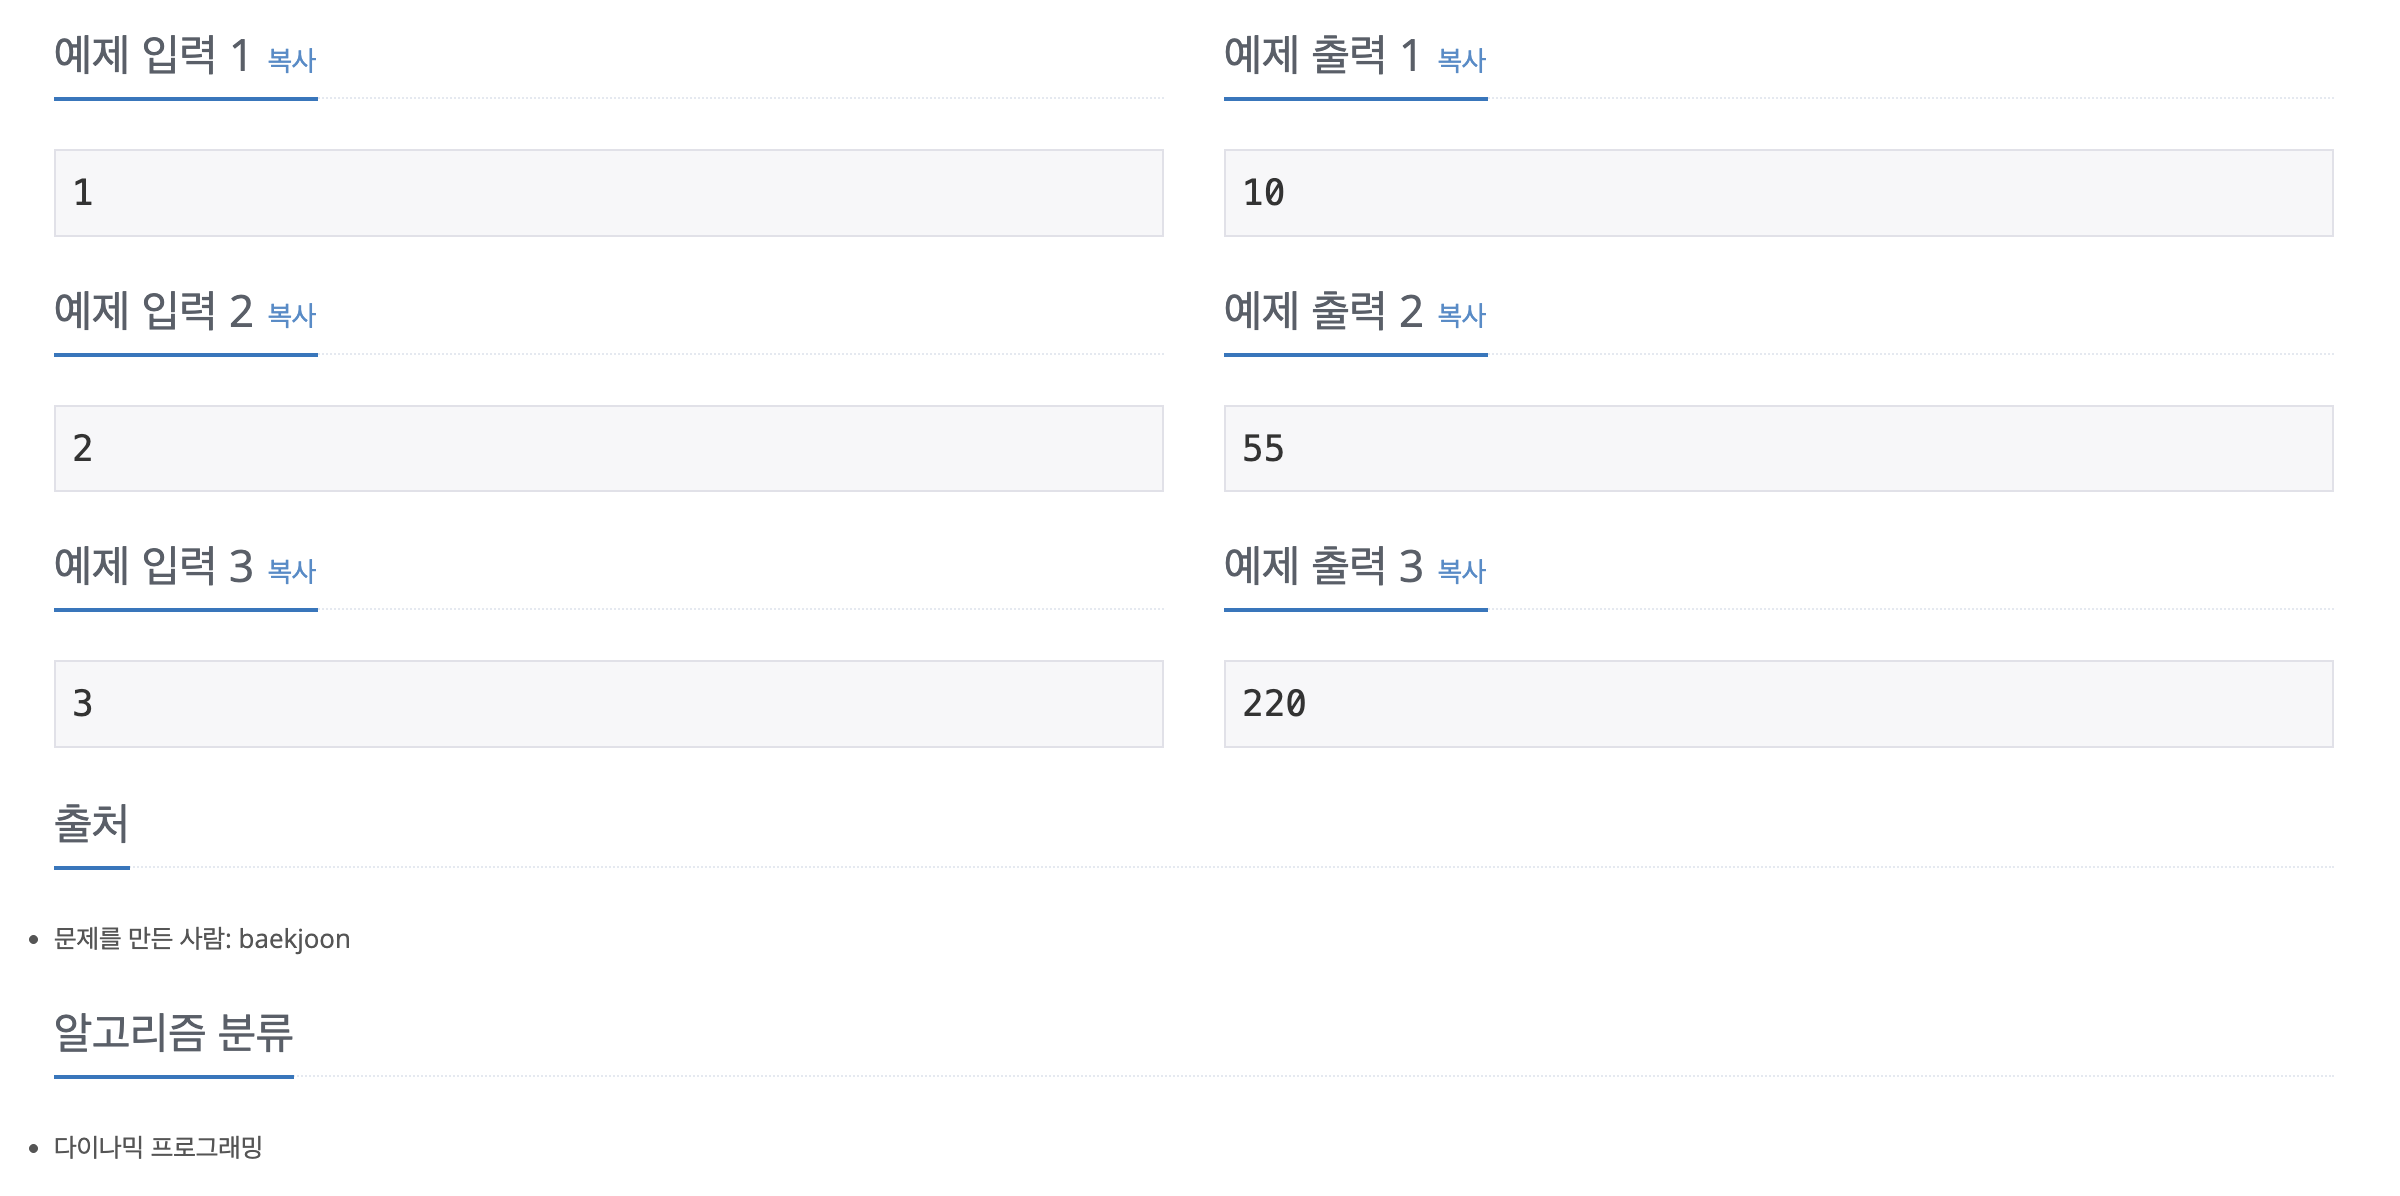 예제 입력 1 복사
예제 출력 1 복사
1
10
예제 입력 2 복사
예제 출력 2 복사
2
55
예제 입력 3 복사
예제 출력 3 복사
3
220
출처
문제를 만든 사람: baekjoon
알고리즘 분류
다이나믹 프로그래밍